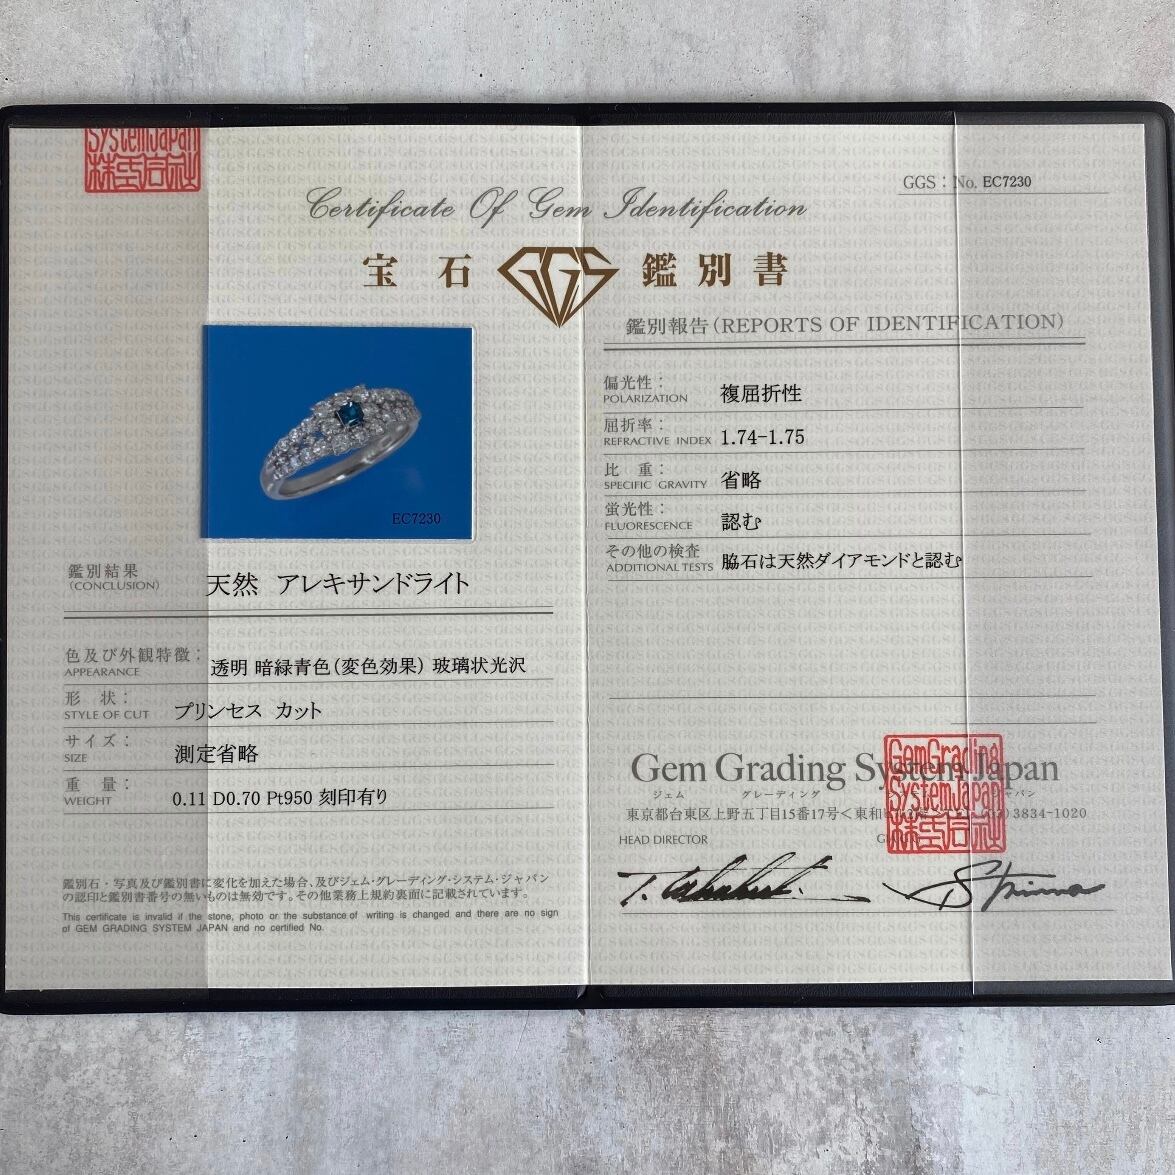 SystemJapan
株式会社
GGS : No. EC7230
Certificate Of Gem Identification
宝石 GGS 鑑別書
EC7230
鑑別結果
(CONCLUSION)
天然 アレキサンドライト
色及び外観特徴:
APPEARANCE
透明 暗緑青色(変色効果) 玻璃状光沢
形 状:
STYLE OF CUT
プリンセス カット
サイズ:
SIZE
測定省略
重 量:
WEIGHT
0.11 D0.70 Pt950 刻印有り
鑑別石・写真及び鑑別書に変化を加えた場合、及びジェム・グレーディング・システム・ジャパン
の認印と鑑別書番号の無いものは無効です。その他業務上規約裏面に記載されています。
This certificate is invalid if the stone, photo or the substance of writing is changed and there are no sign
of GEM GRADING SYSTEM JAPAN and no certified No.
鑑別報告(REPORTS OF IDENTIFICATION)
偏光性:
POLARIZATION
複屈折性
屈折率:
REFRACTIVE INDEX
1.74-1.75
比 重:
SPECIFIC GRAVITY
省略
蛍光性:
FLUORESCENCE
認む
その他の検査
ADDITIONAL TESTS
脇石は天然ダイアモンドと認む
Gem Grading System Japan
ジェム グレーディング ジャパン
東京都台東区上野五丁目15番17号<東和 3834-1020
GemGrading
SystemJapan
株式会社
HEAD DIRECTOR